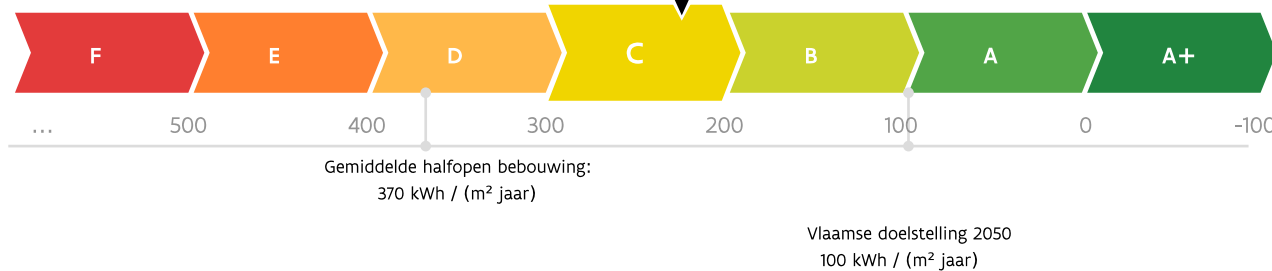 F E D C B A A+
... 500 400 300 200 100 0 -100
Gemiddelde halfopen bebouwing:
370 kWh / (m² jaar)
Vlaamse doelstelling 2050
100 kWh / (m² jaar)